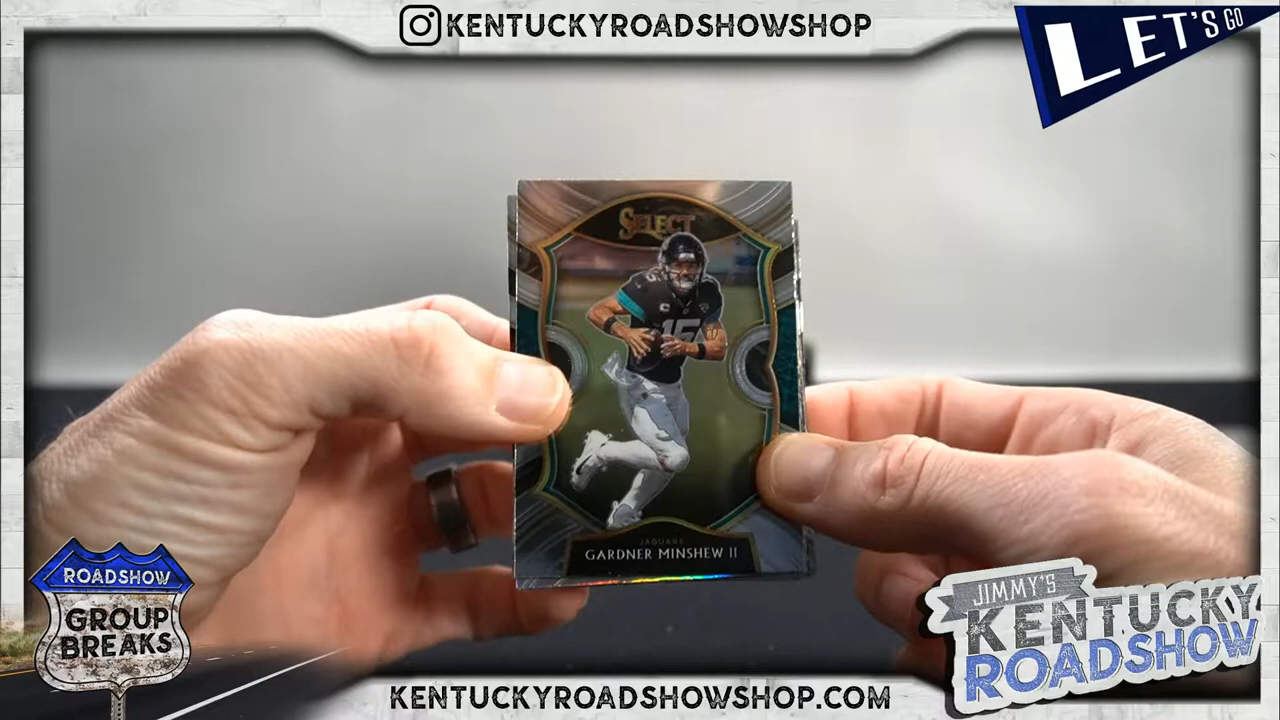 KENTUCKYROADSHOWSHOP
LET'S GO
SELECT
15
JAGUARS
GARDNER MINSHEW II
ROADSHOW
GROUP
BREAKS
JIMMY'S
KENTUCKY
ROADSHOW
KENTUCKYROADSHOWSHOP.COM